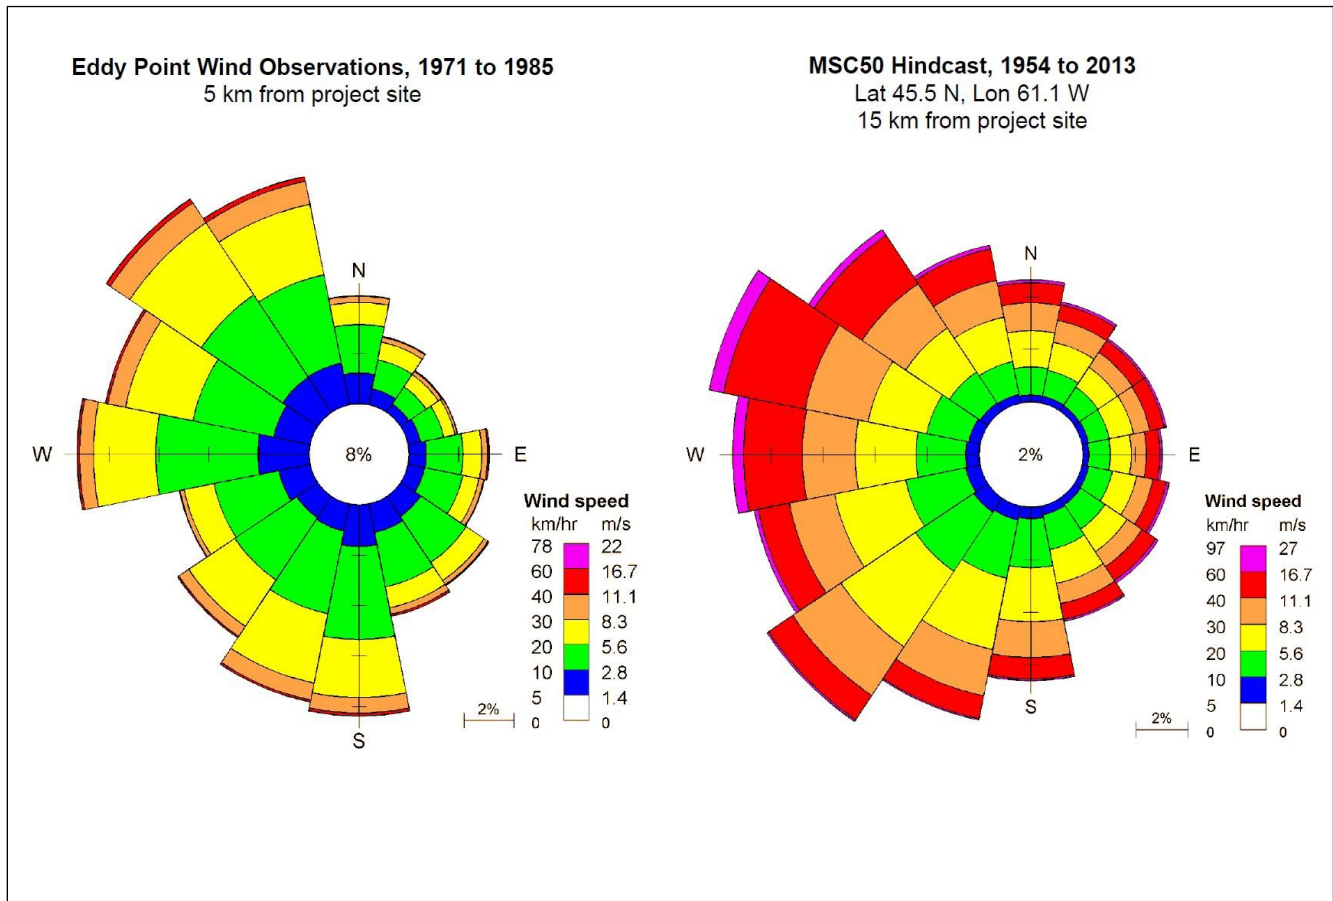 Eddy Point Wind Observations, 1971 to 1985
5 km from project site
N
W
8%
E
S
2%
Wind speed
km/hr m/s
78 22
60 16.7
40 11.1
30 8.3
20 5.6
10 2.8
5 1.4
0 0
MSC50 Hindcast, 1954 to 2013
Lat 45.5 N, Lon 61.1 W
15 km from project site
N
W
2%
E
S
2%
Wind speed
km/hr m/s
97 27
60 16.7
40 11.1
30 8.3
20 5.6
10 2.8
5 1.4
0 0